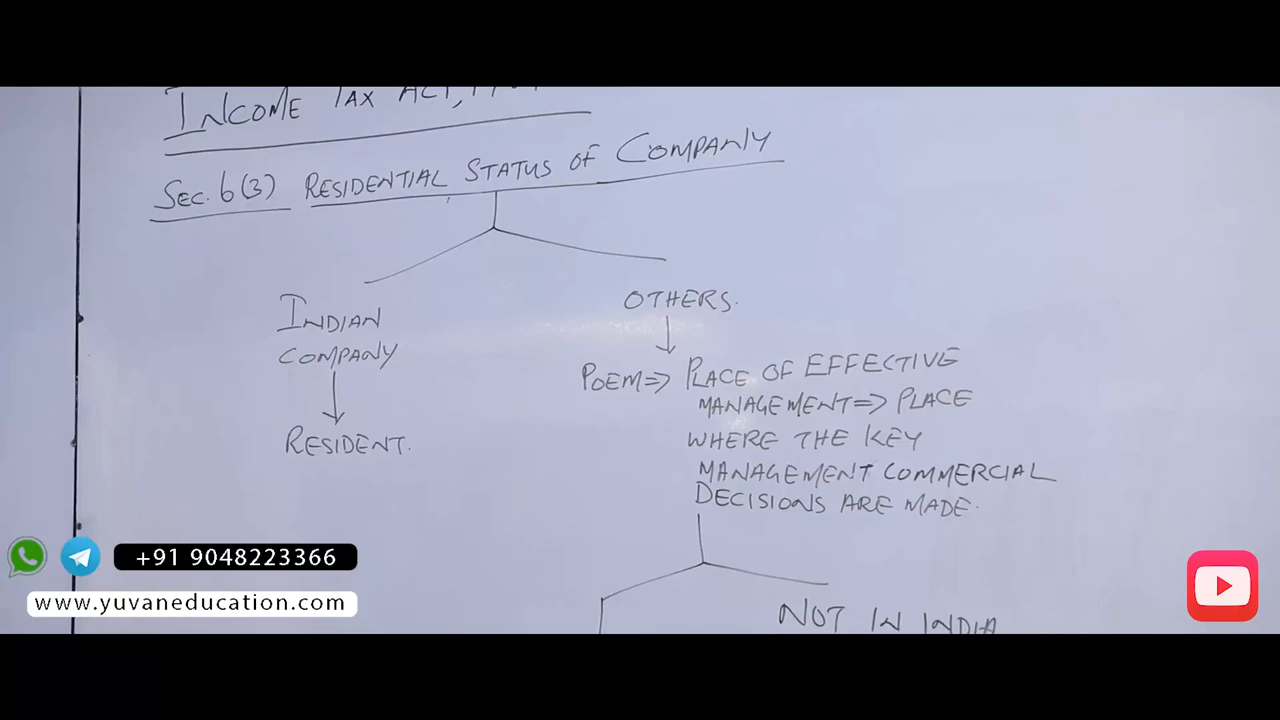 INCOME TAX ACT,
SEC. 6(3) RESIDENTIAL STATUS OF COMPANY
INDIAN
COMPANY
RESIDENT.
OTHERS.
POEM => PLACE OF EFFECTIVE
MANAGEMENT => PLACE
WHERE THE KEY
MANAGEMENT COMMERCIAL
DECISIONS ARE MADE.
NOT IN INDIA
+91 9048223366
www.yuvaneducation.com